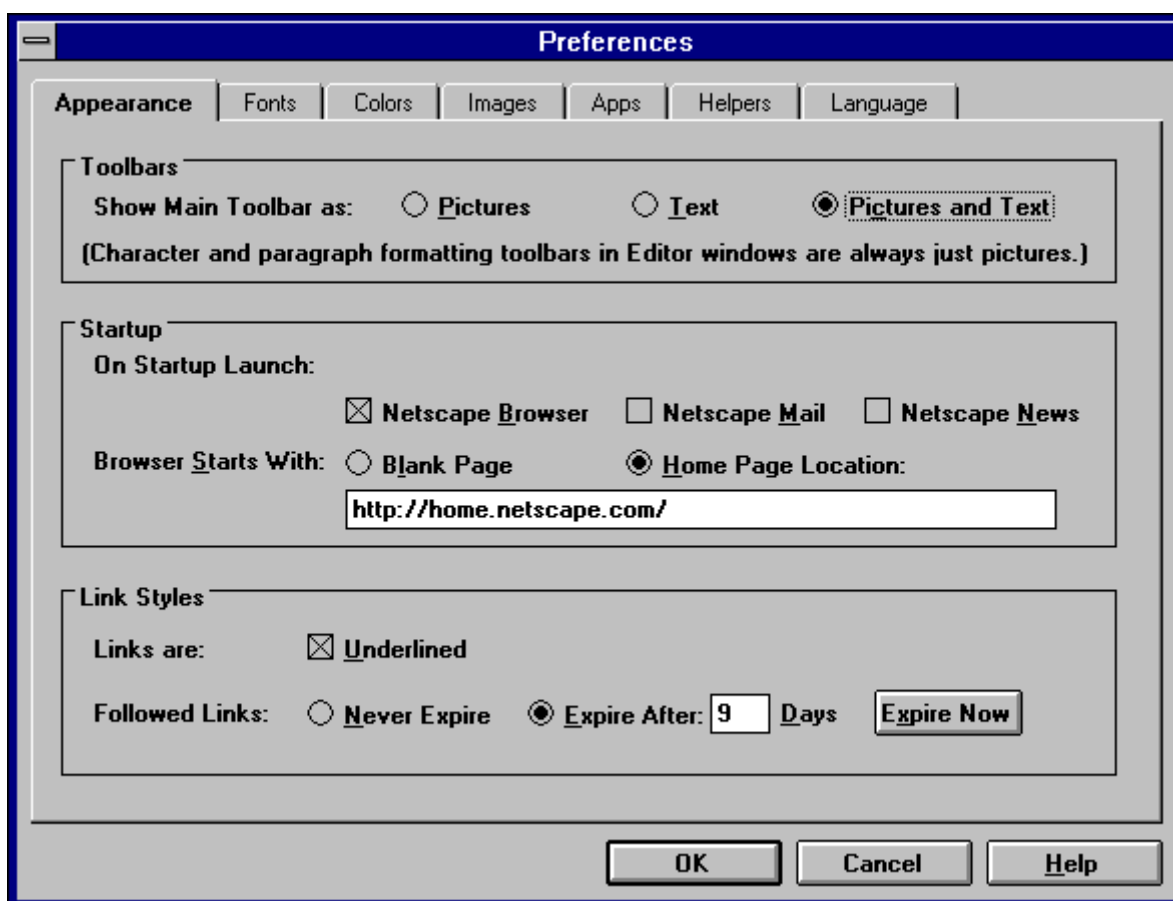 Preferences
Appearance Fonts Colors Images Apps Helpers Language
Toolbars
Show Main Toolbar as: Pictures Text Pictures and Text
(Character and paragraph formatting toolbars in Editor windows are always just pictures.)
Startup
On Startup Launch:
Netscape Browser Netscape Mail Netscape News
Browser Starts With: Blank Page Home Page Location:
http://home.netscape.com/
Link Styles
Links are: Underlined
Followed Links: Never Expire Expire After: 9 Days Expire Now
OK Cancel Help